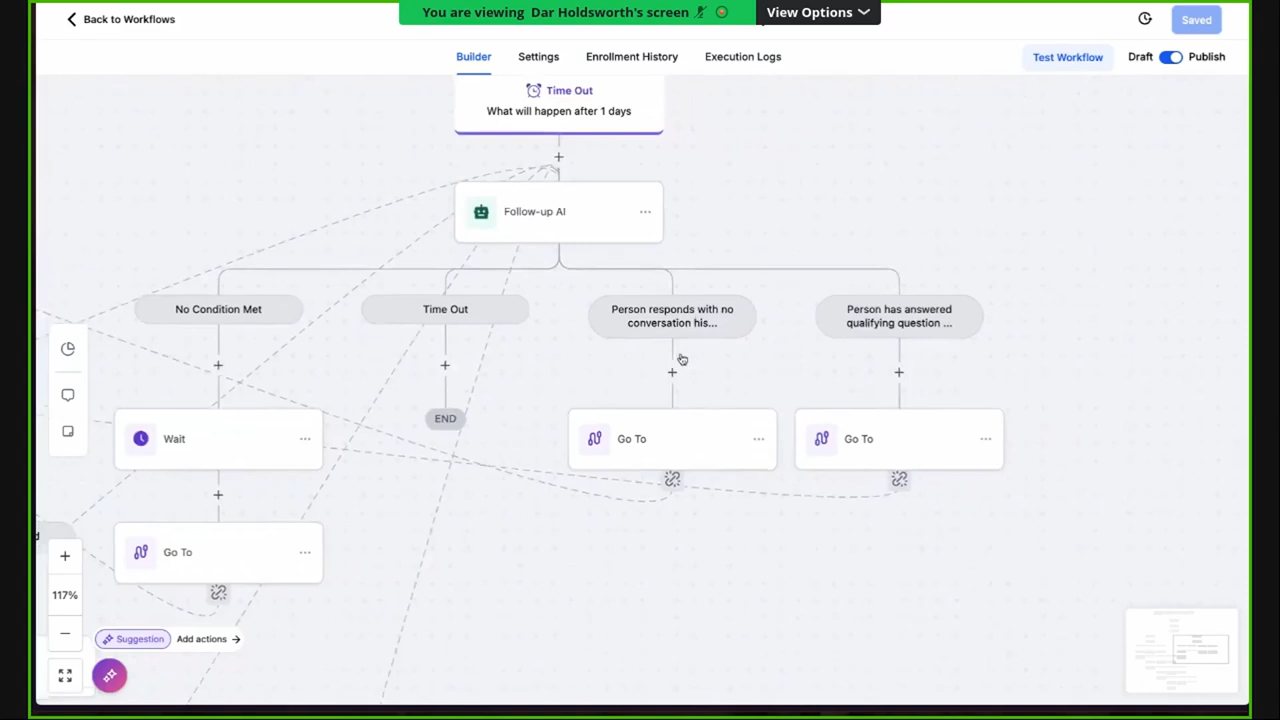 You are viewing Dar Holdsworth's screen
View Options
Back to Workflows
Saved
Builder
Settings
Enrollment History
Execution Logs
Test Workflow
Draft
Publish
Time Out
What will happen after 1 days
Follow-up AI
No Condition Met
Time Out
Person responds with no
conversation his...
Person has answered
qualifying question ...
END
Wait
Go To
Go To
Go To
117%
Suggestion
Add actions